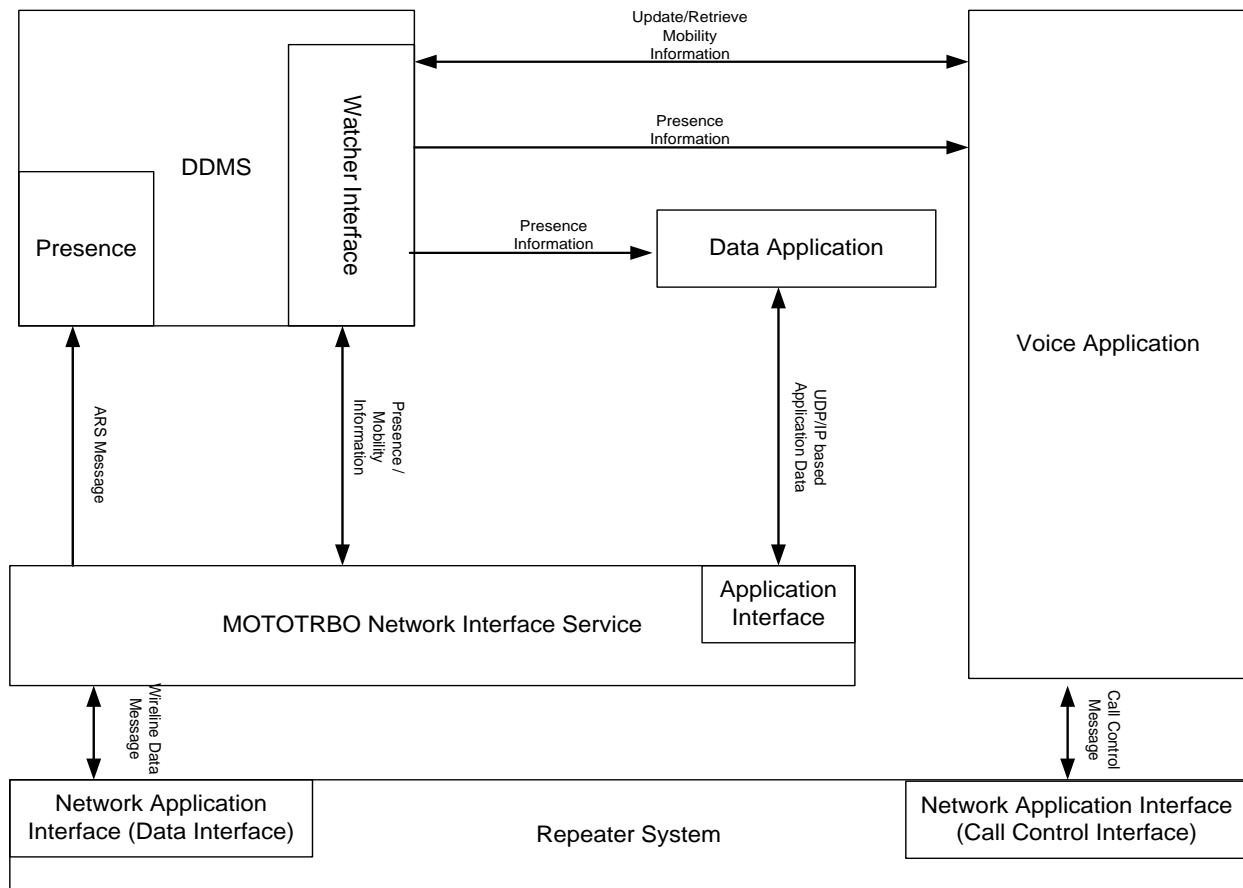 Update/Retrieve
Mobility
Information
Watcher Interface
Presence
Information
DDMS
Presence
Presence
Information
Data Application
Voice Application
ARS Message
Presence /
Mobility
Information
UDP/IP based
Application Data
Application
Interface
MOTOTRBO Network Interface Service
Wireline Data
Message
Call Control
Message
Network Application
Interface (Data Interface)
Repeater System
Network Application Interface
(Call Control Interface)